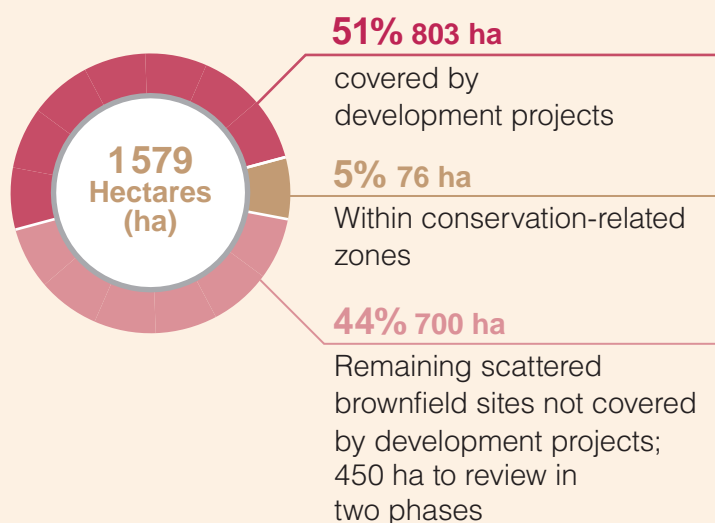 51% 803 ha
covered by
development projects
1 579
Hectares
(ha)
5% 76 ha
Within conservation-related
zones
44% 700 ha
Remaining scattered
brownfield sites not covered
by development projects;
450 ha to review in
two phases